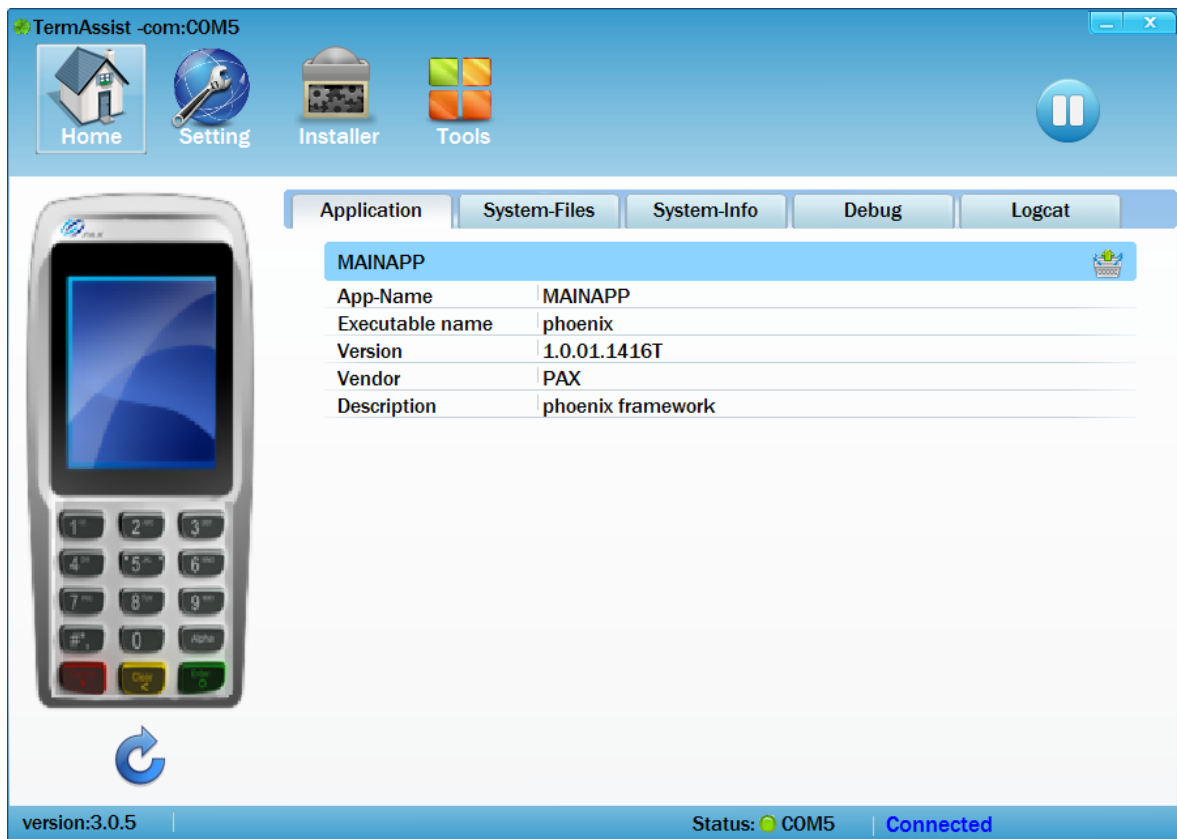 TermAssist -com:COM5
Home Setting Installer Tools
Application System-Files System-Info Debug Logcat
MAINAPP
App-Name MAINAPP
Executable name phoenix
Version 1.0.01.1416T
Vendor PAX
Description phoenix framework
PAX
1 2 3
4 5 6
7 8 9
0 Alpha
Clear Enter
version:3.0.5 Status: COM5 Connected